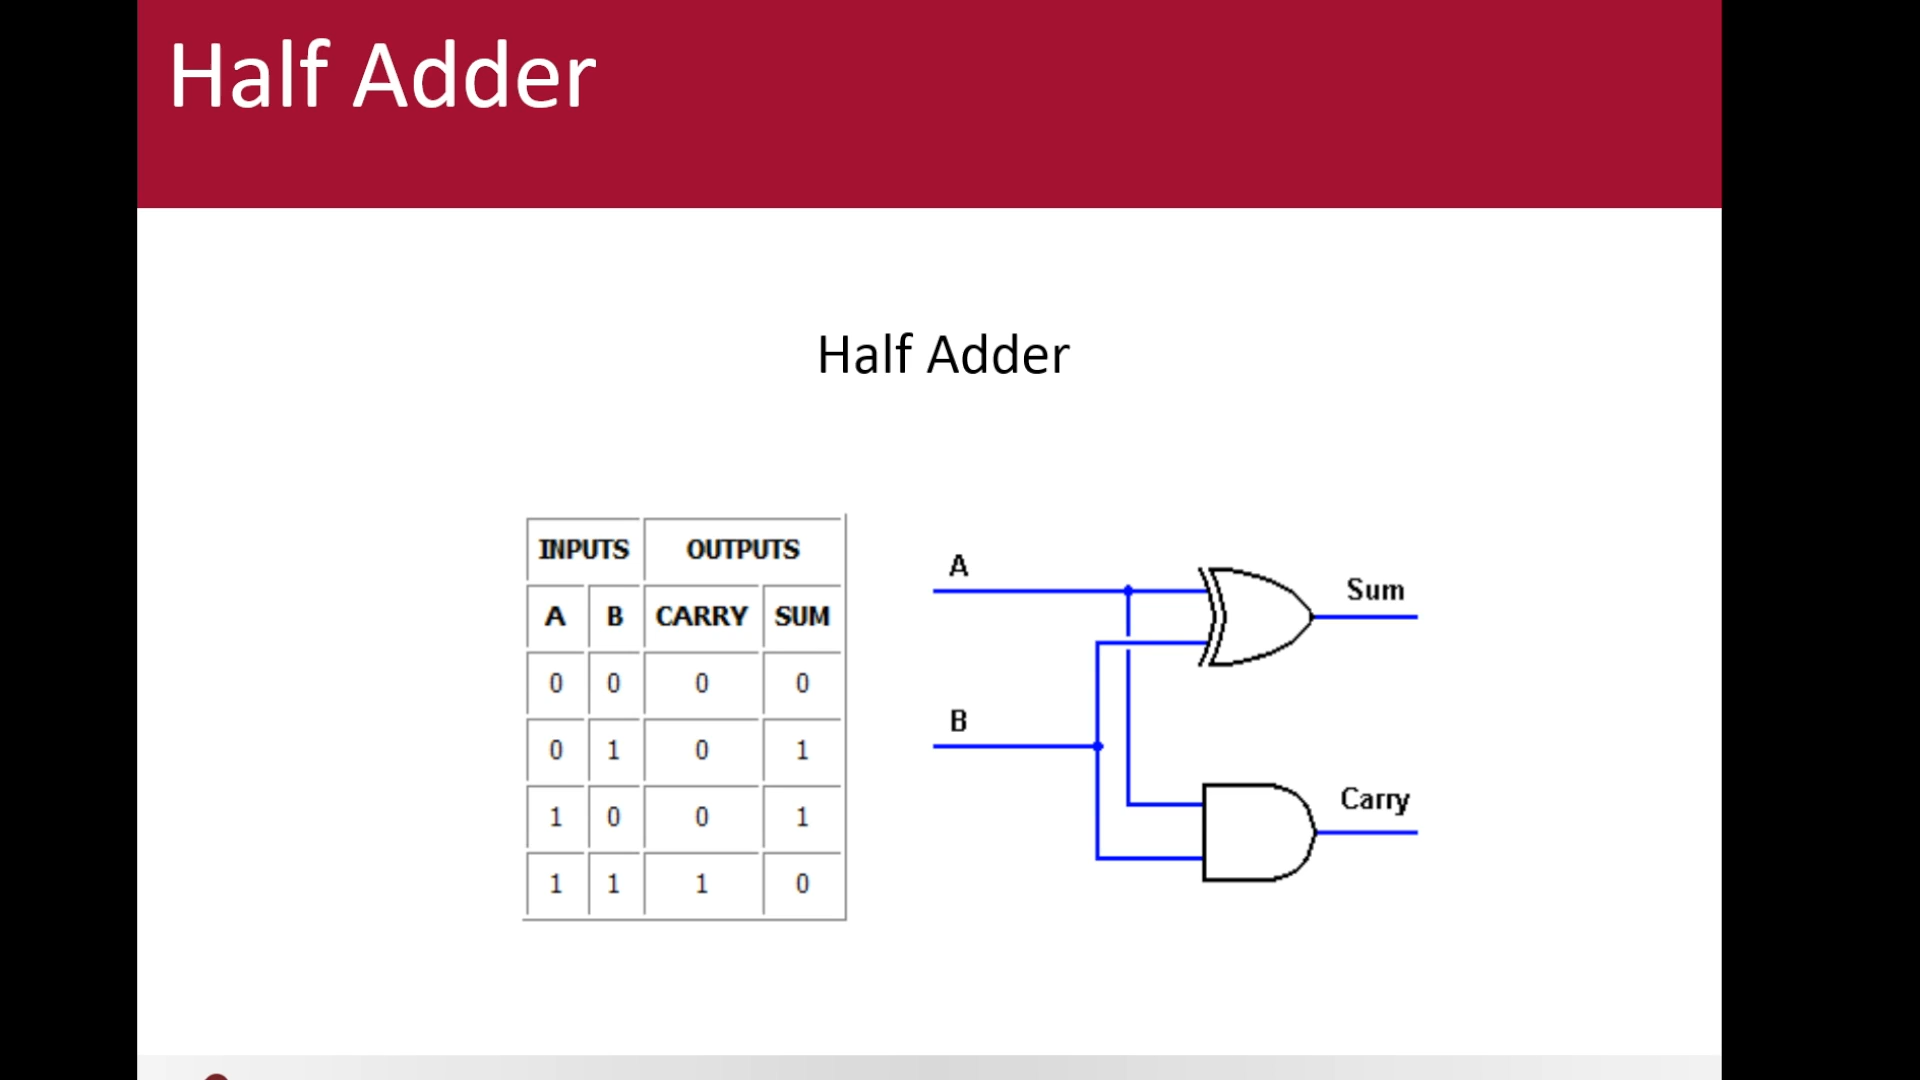 Half Adder
Half Adder
INPUTS OUTPUTS
A B CARRY SUM
0 0 0 0
0 1 0 1
1 0 0 1
1 1 1 0
A
Sum
B
Carry